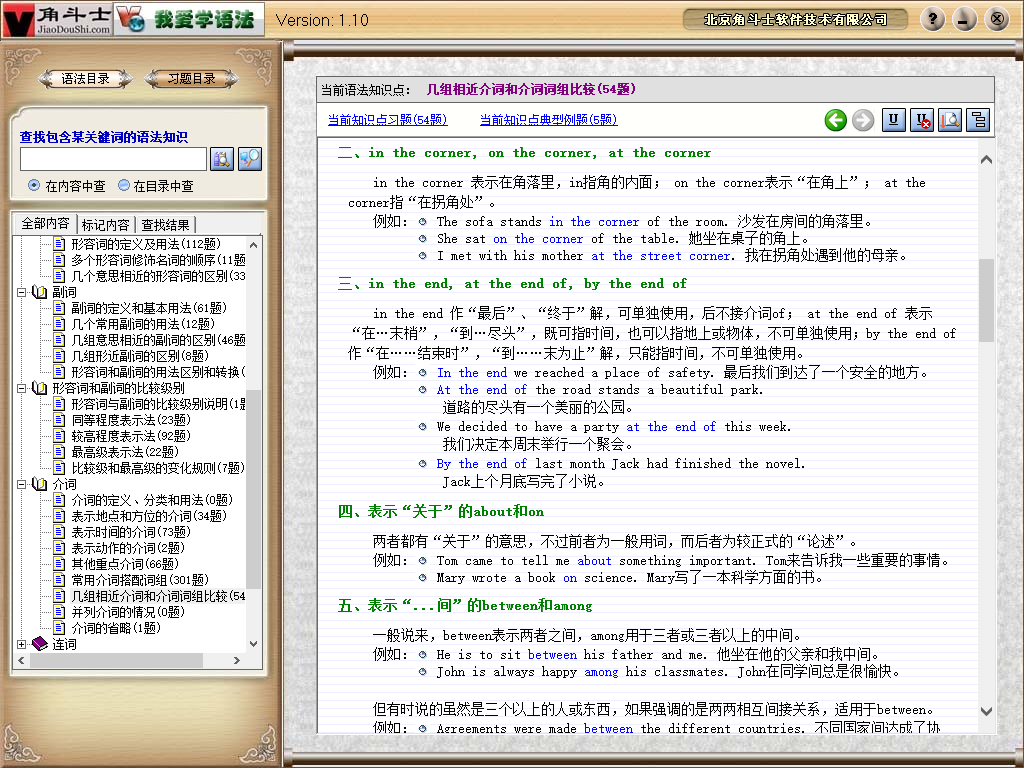 角斗士
JiaoDouShi.com
我爱学语法
Version: 1.10
北京角斗士软件技术有限公司
语法目录
习题目录
查找包含某关键词的语法知识
在内容中查
在目录中查
全部内容
标记内容
查找结果
形容词的定义及用法(112题)
多个形容词修饰名词的顺序(11题
几个意思相近的形容词的区别(33
副词
副词的定义和基本用法(61题)
几个常用副词的用法(12题)
几组意思相近的副词的区别(46题
几组形近副词的区别(8题)
形容词和副词的用法区别和转换(
形容词和副词的比较级别
形容词与副词的比较级别说明(1题
同等程度表示法(23题)
较高程度表示法(92题)
最高级表示法(22题)
比较级和最高级的变化规则(7题)
介词
介词的定义、分类和用法(0题)
表示地点和方位的介词(34题)
表示时间的介词(73题)
表示动作的介词(2题)
其他重点介词(66题)
常用介词搭配词组(301题)
几组相近介词和介词词组比较(54
并列介词的情况(0题)
介词的省略(1题)
连词
当前语法知识点: 几组相近介词和介词词组比较(54题)
当前知识点习题(54题)
当前知识点典型例题(5题)
二、in the corner, on the corner, at the corner
in the corner 表示在角落里，in指角的内面； on the corner表示“在角上”； at the
corner指“在拐角处”。
例如： The sofa stands in the corner of the room. 沙发在房间的角落里。
She sat on the corner of the table. 她坐在桌子的角上。
I met with his mother at the street corner. 我在拐角处遇到他的母亲。
三、in the end, at the end of, by the end of
in the end 作“最后”、“终于”解，可单独使用，后不接介词of； at the end of 表示
“在…末梢”，“到…尽头”，既可指时间，也可以指地上或物体，不可单独使用；by the end of
作“在……结束时”，“到……末为止”解，只能指时间，不可单独使用。
例如： In the end we reached a place of safety. 最后我们到达了一个安全的地方。
At the end of the road stands a beautiful park.
道路的尽头有一个美丽的公园。
We decided to have a party at the end of this week.
我们决定本周末举行一个聚会。
By the end of last month Jack had finished the novel.
Jack上个月底写完了小说。
四、表示“关于”的about和on
两者都有“关于”的意思，不过前者为一般用词，而后者为较正式的“论述”。
例如： Tom came to tell me about something important. Tom来告诉我一些重要的事情。
Mary wrote a book on science. Mary写了一本科学方面的书。
五、表示“...间”的between和among
一般说来，between表示两者之间，among用于三者或三者以上的中间。
例如： He is to sit between his father and me. 他坐在他的父亲和我中间。
John is always happy among his classmates. John在同学间总是很愉快。
但有时说的虽然是三个以上的人或东西，如果强调的是两两相互间接关系，适用于between。
例如： Agreements were made between the different countries. 不同国家间达成了协